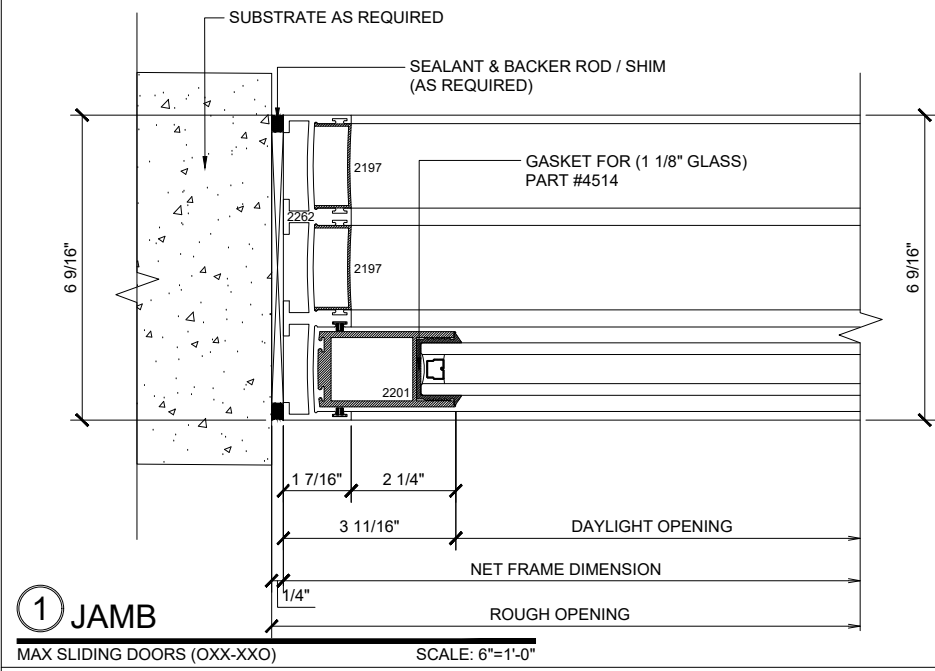 SUBSTRATE AS REQUIRED
SEALANT & BACKER ROD / SHIM
(AS REQUIRED)
GASKET FOR (1 1/8" GLASS)
PART #4514
2197
2262
2197
2201
6 9/16"
6 9/16"
1 7/16"
2 1/4"
3 11/16"
DAYLIGHT OPENING
NET FRAME DIMENSION
1/4"
ROUGH OPENING
1 JAMB
MAX SLIDING DOORS (OXX-XXO)
SCALE: 6"=1'-0"